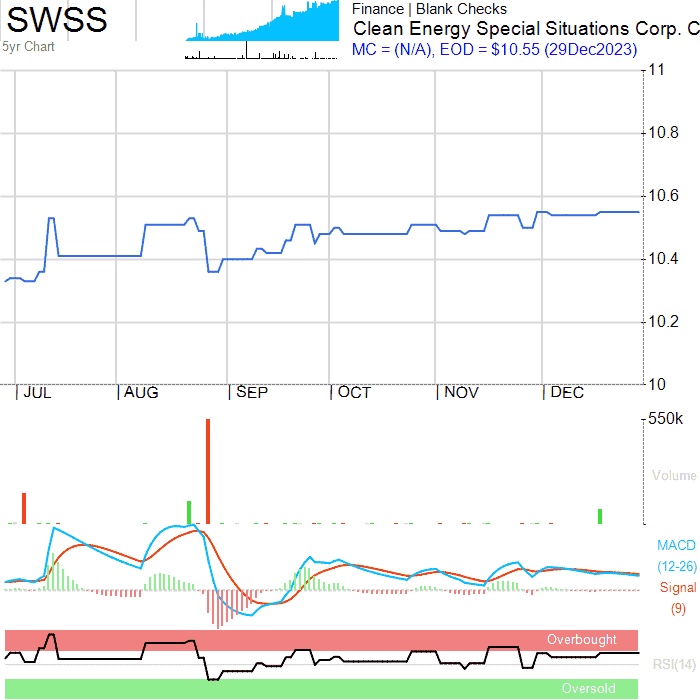 SWSS
5yr Chart
Finance | Blank Checks
Clean Energy Special Situations Corp. C
MC = (N/A), EOD = $10.55 (29Dec2023)
11
10.8
10.6
10.4
10.2
10
JUL
AUG
SEP
OCT
NOV
DEC
550k
Volume
MACD
(12-26)
Signal
(9)
Overbought
RSI(14)
Oversold